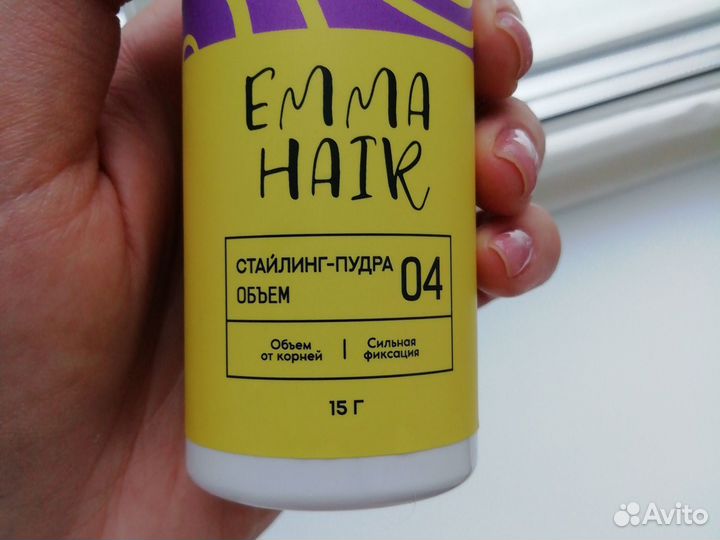 EMMA
HAIR
СТАЙЛИНГ-ПУДРА
ОБЪЕМ
04
Объем
от корней
|
Сильная
фиксация
15 Г
Avito